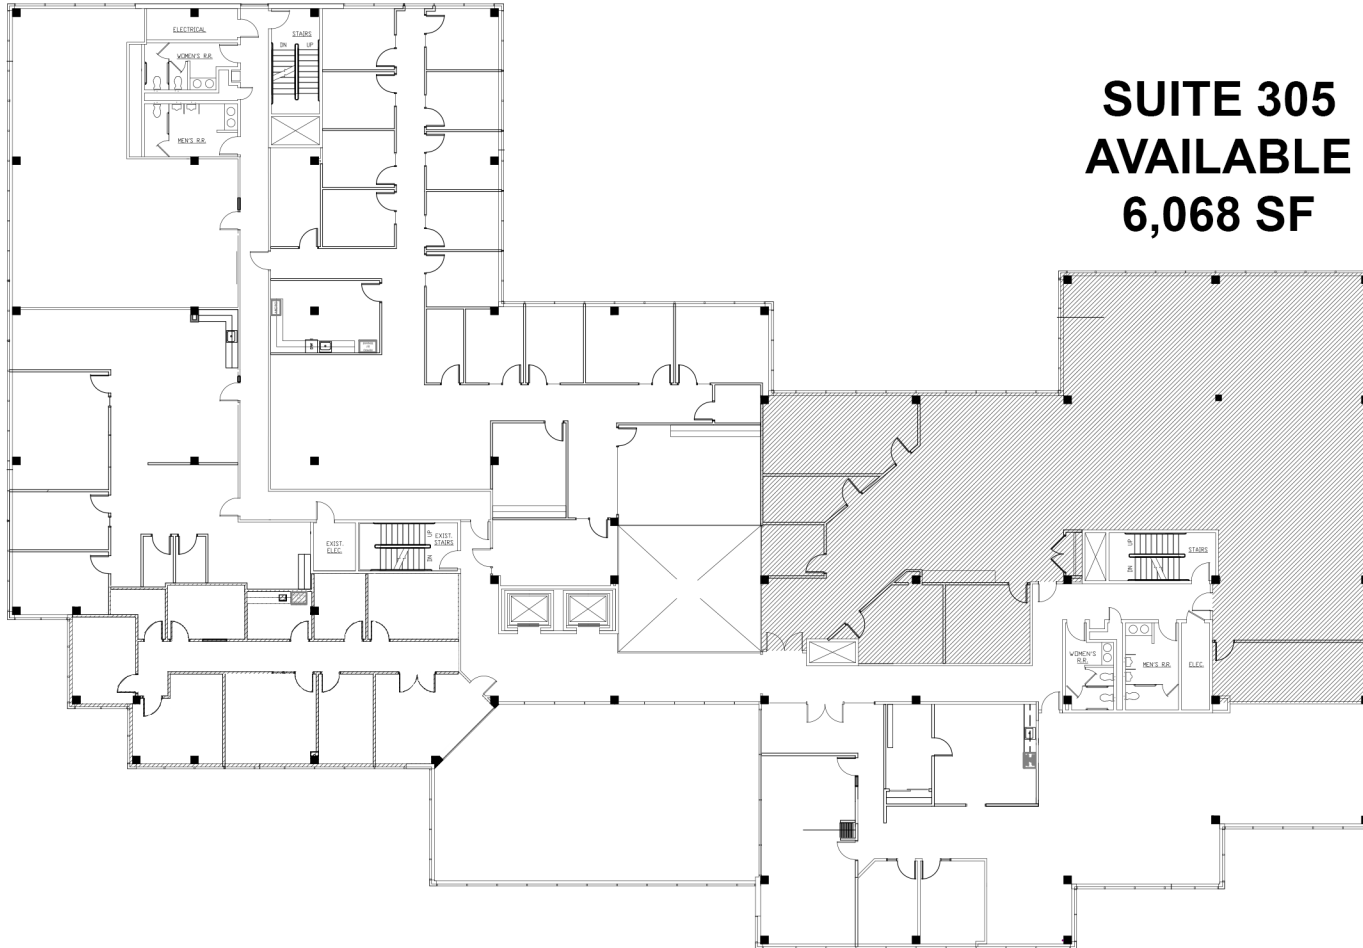 ELECTRICAL
STAIRS
DN UP
WOMEN'S R.R.
MEN'S R.R.
SUITE 305
AVAILABLE
6,068 SF
EXIST.
ELEC.
UP
DN
EXIST.
STAIRS
UP
DN
STAIRS
WOMEN'S
R.R.
MEN'S R.R.
ELEC.